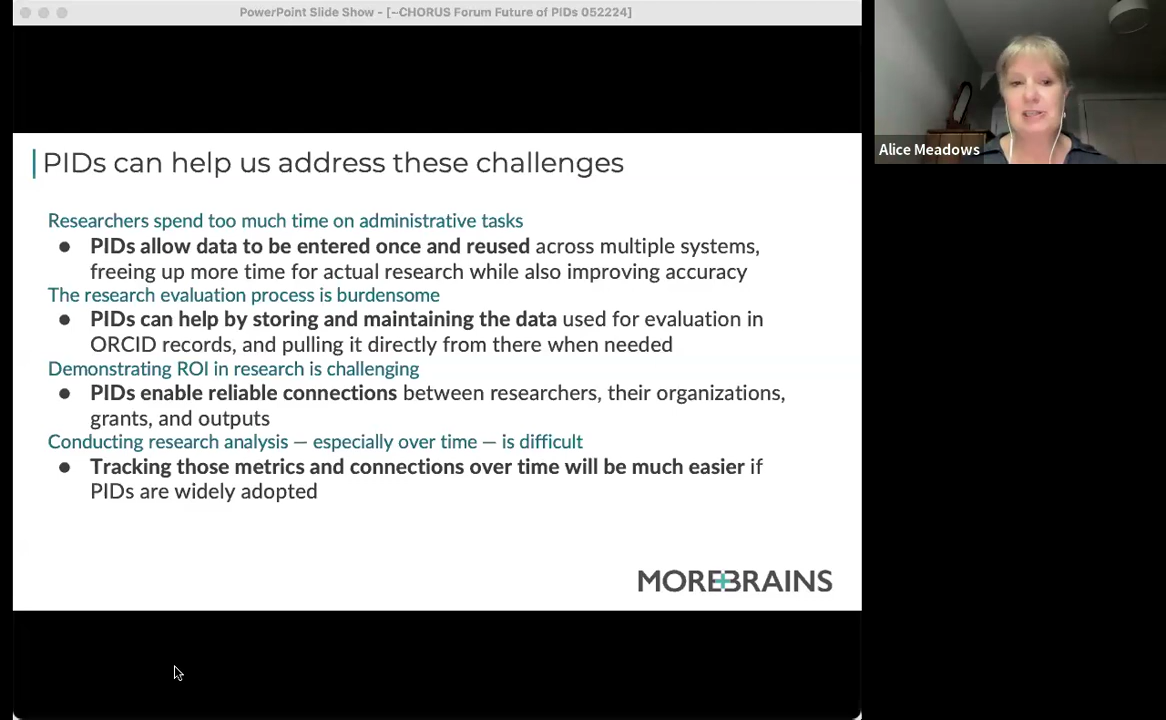 PowerPoint Slide Show - [~CHORUS Forum Future of PIDs 052224]
PIDs can help us address these challenges
Researchers spend too much time on administrative tasks
● PIDs allow data to be entered once and reused across multiple systems,
freeing up more time for actual research while also improving accuracy
The research evaluation process is burdensome
● PIDs can help by storing and maintaining the data used for evaluation in
ORCID records, and pulling it directly from there when needed
Demonstrating ROI in research is challenging
● PIDs enable reliable connections between researchers, their organizations,
grants, and outputs
Conducting research analysis — especially over time — is difficult
● Tracking those metrics and connections over time will be much easier if
PIDs are widely adopted
MORE+BRAINS
Alice Meadows